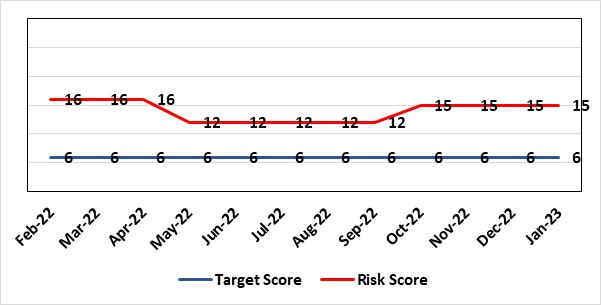 16 16 16 12 12 12 12 12 15 15 15 15
6 6 6 6 6 6 6 6 6 6 6 6
Feb-22 Mar-22 Apr-22 May-22 Jun-22 Jul-22 Aug-22 Sep-22 Oct-22 Nov-22 Dec-22 Jan-23
Target Score Risk Score